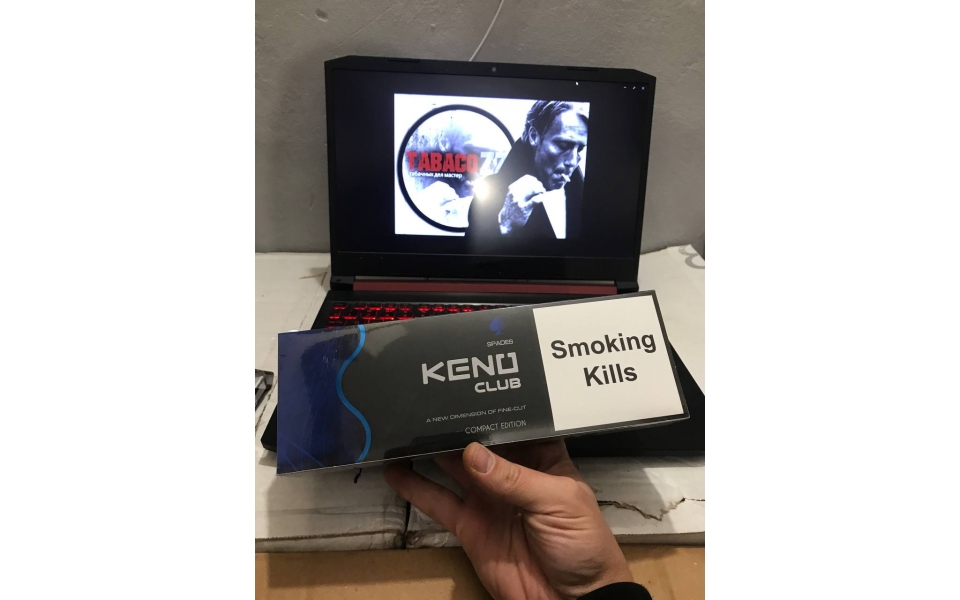 TABACO
табачных дел мастер
SPADES
KENO
CLUB
A NEW DIMENSION OF FINE-CUT
COMPACT EDITION
Smoking
Kills